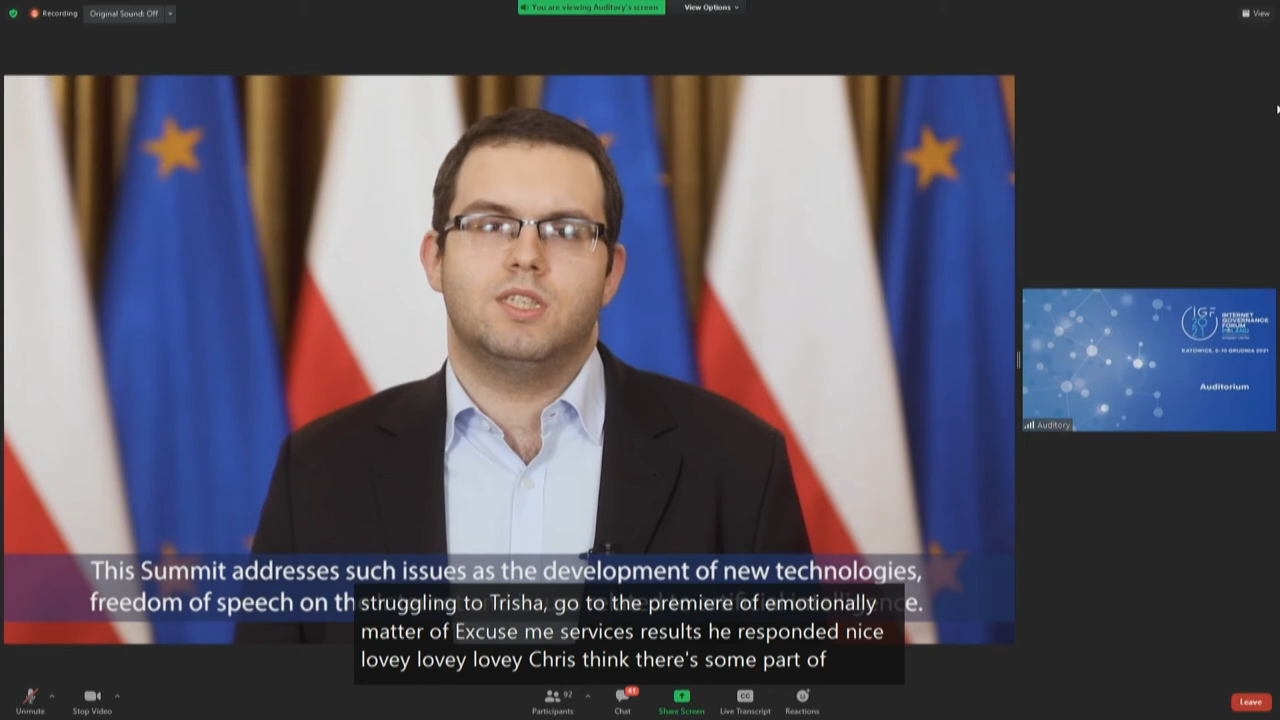 Recording
Original Sound: Off
You are viewing Auditory's screen
View Options
View
IGF
2021
INTERNET
GOVERNANCE
FORUM
POLAND
KATOWICE, 6-10 GRUDNIA 2021
Auditorium
Auditory
This Summit addresses such issues as the development of new technologies,
freedom of speech on th
e.
struggling to Trisha, go to the premiere of emotionally
matter of Excuse me services results he responded nice
lovey lovey lovey Chris think there's some part of
Unmute
Stop Video
Participants
92
Chat
41
Share Screen
CC
Live Transcript
Reactions
Leave